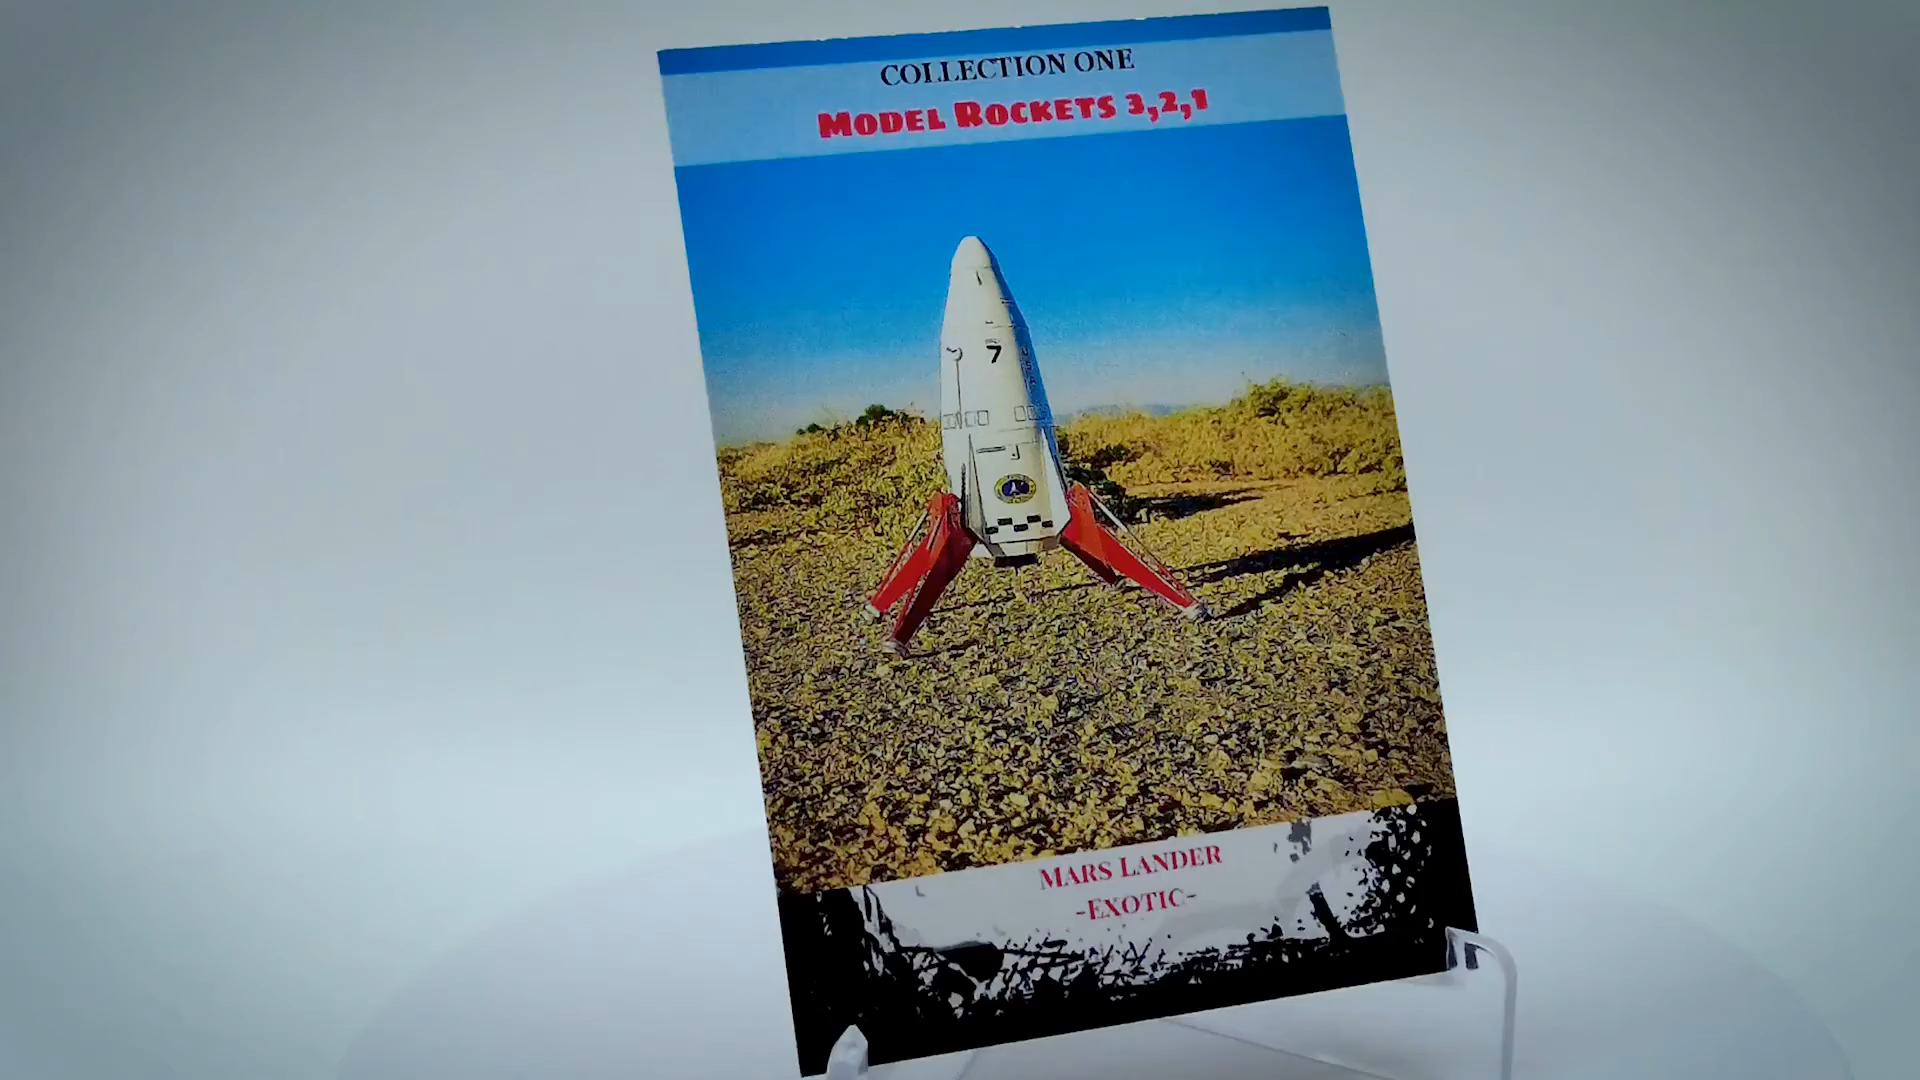 COLLECTION ONE
MODEL ROCKETS 3,2,1
7
MARS LANDER
-EXOTIC-